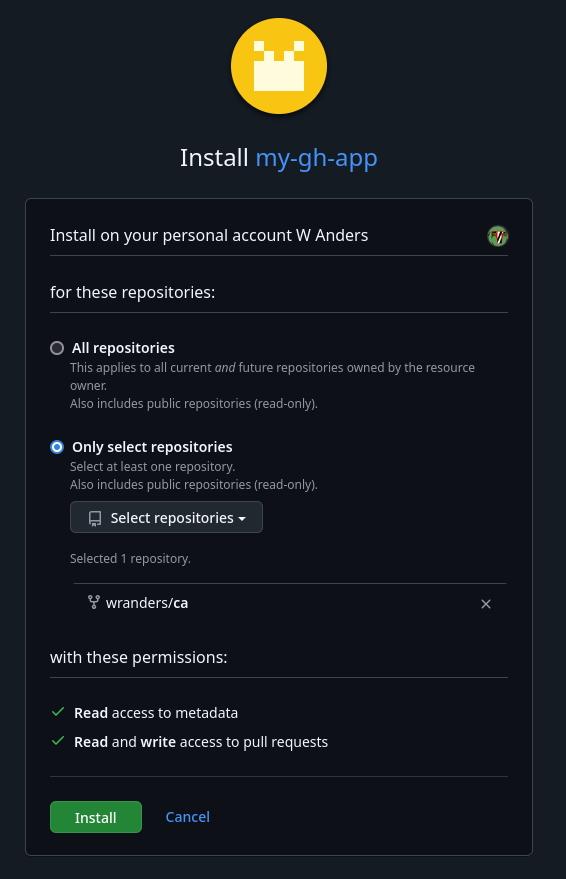 Install my-gh-app
Install on your personal account W Anders
for these repositories:
All repositories
This applies to all current and future repositories owned by the resource
owner.
Also includes public repositories (read-only).
Only select repositories
Select at least one repository.
Also includes public repositories (read-only).
Select repositories
Selected 1 repository.
wranders/ca
with these permissions:
Read access to metadata
Read and write access to pull requests
Install Cancel